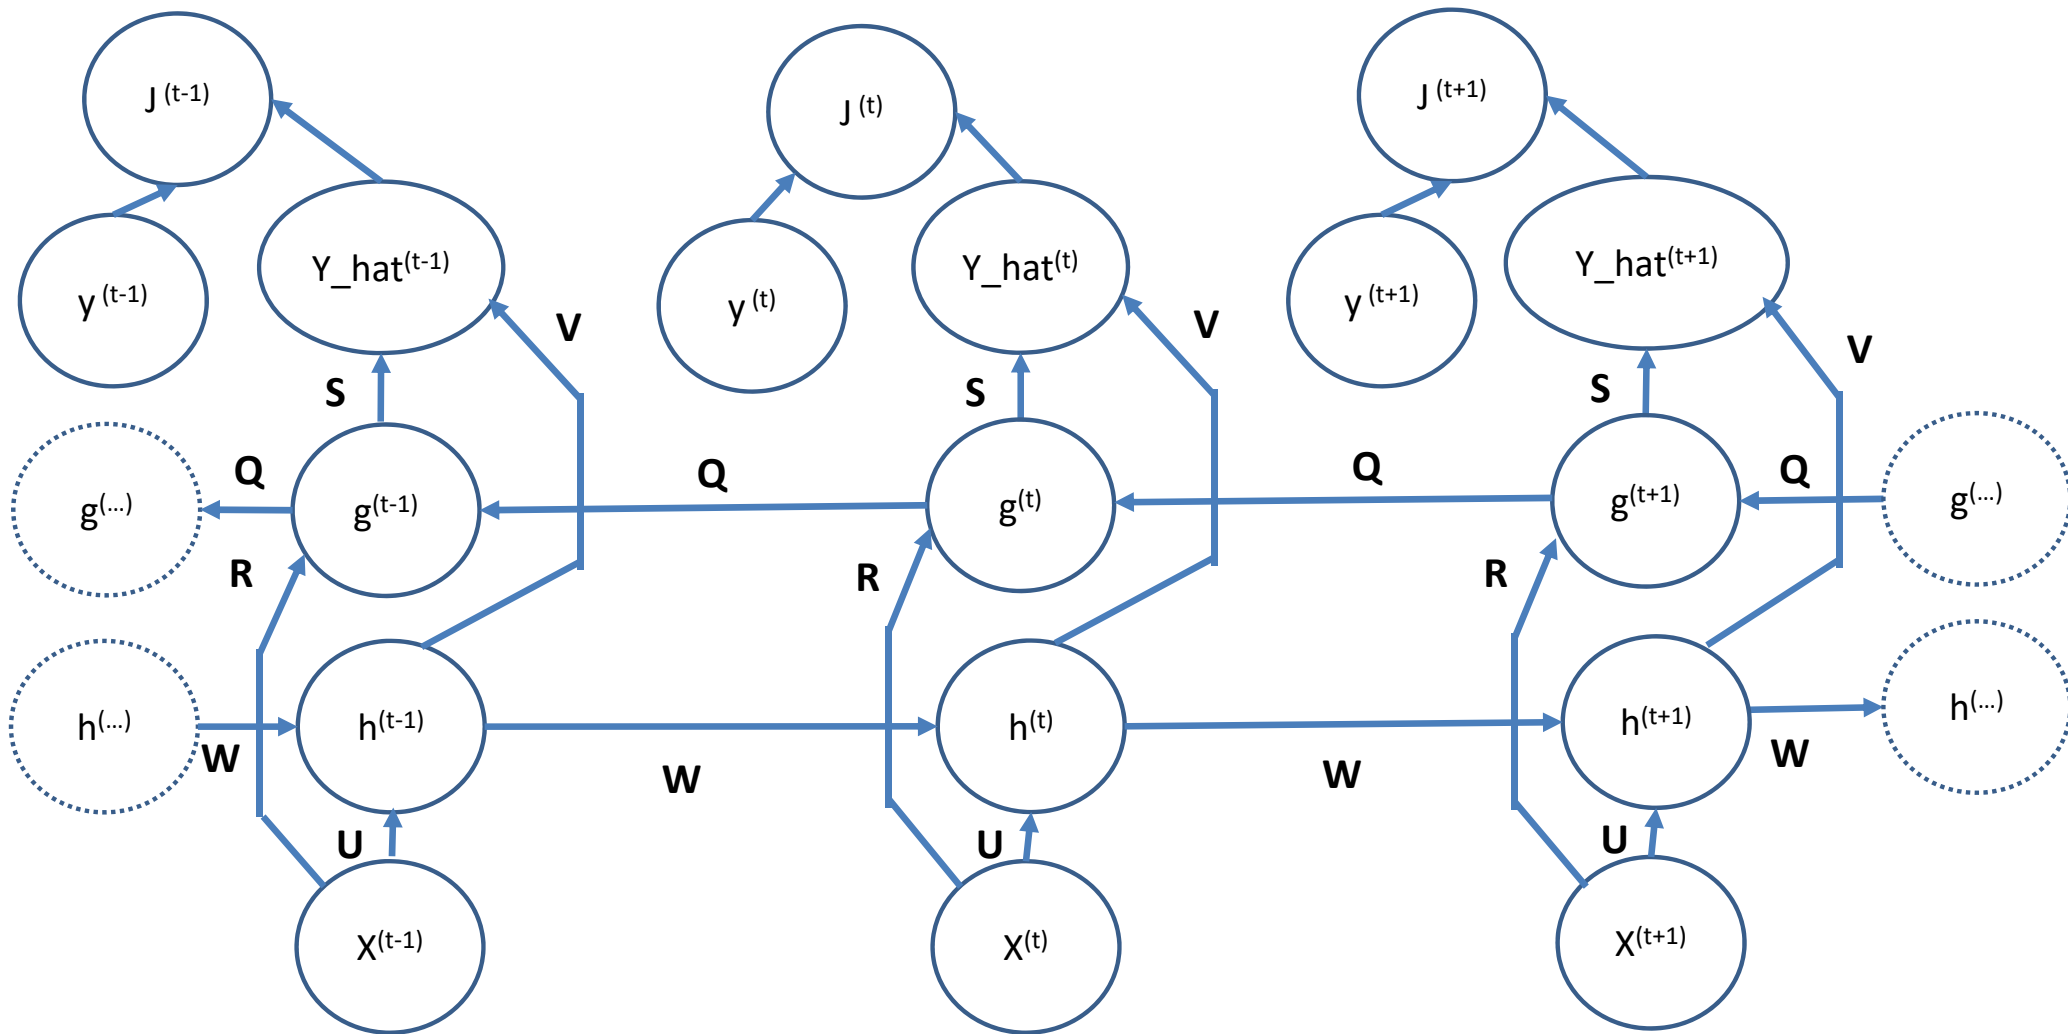 J (t-1)
J (t)
J (t+1)
y (t-1)
Y_hat(t-1)
V
y (t)
Y_hat(t)
V
y (t+1)
Y_hat(t+1)
V
S
S
S
g(...)
Q
g(t-1)
Q
g(t)
Q
g(t+1)
Q
g(...)
R
R
R
h(...)
W
h(t-1)
W
h(t)
W
h(t+1)
W
h(...)
U
U
U
X(t-1)
X(t)
X(t+1)